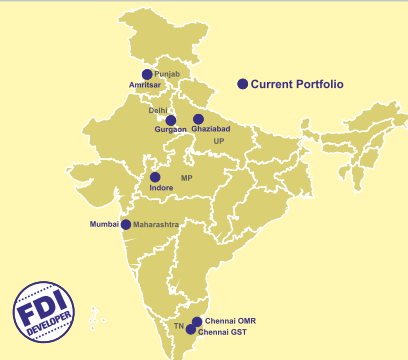 Punjab
Amritsar
Current Portfolio
Delhi
Gurgaon
Ghaziabad
UP
MP
Indore
Mumbai
Maharashtra
FDI
DEVELOPER
TN
Chennai OMR
Chennai GST